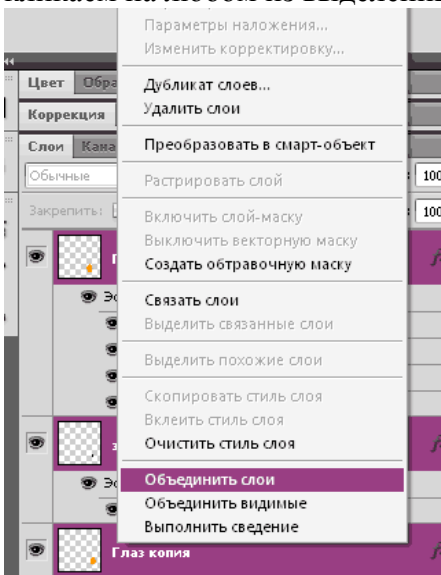 Параметры наложения...
Изменить корректировку...
Цвет
Дубликат слоев...
Удалить слои
Коррекция
Слои
Преобразовать в смарт-объект
Обычные
Растрировать слой
100
Закрепить:
Включить слой-маску
100
Выключить векторную маску
Создать обтравочную маску
Связать слои
Выделить связанные слои
Выделить похожие слои
Скопировать стиль слоя
Вклеить стиль слоя
Очистить стиль слоя
Объединить слои
Объединить видимые
Выполнить сведение
Глаз копия